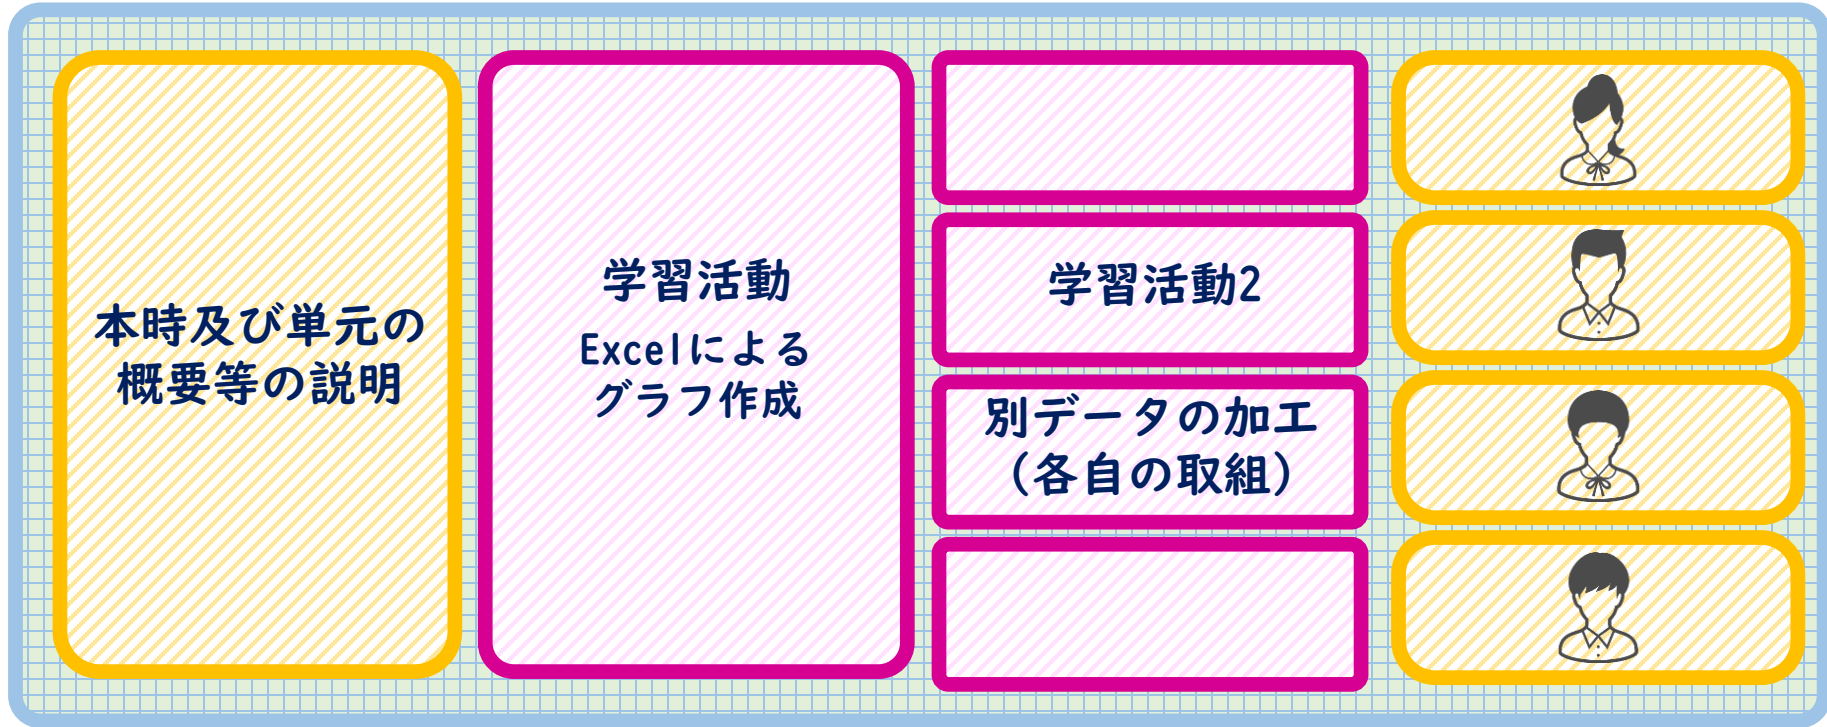 本時及び単元の
概要等の説明
学習活動
Excelによる
グラフ作成
学習活動2
別データの加工
（各自の取組）